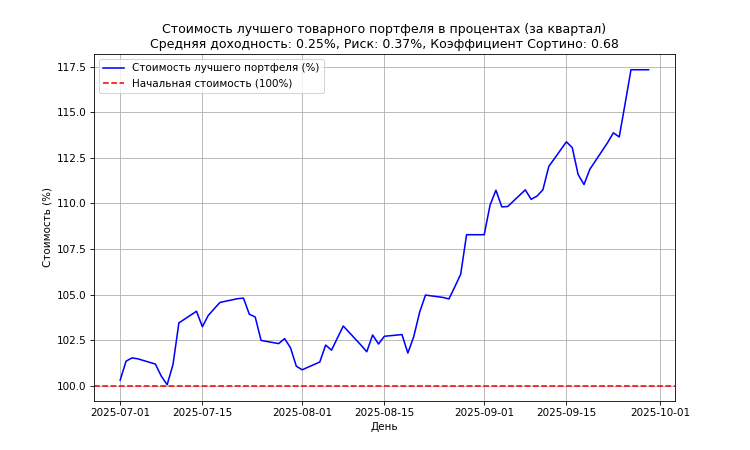 Стоимость лучшего товарного портфеля в процентах (за квартал)
Средняя доходность: 0.25%, Риск: 0.37%, Коэффициент Сортино: 0.68
Стоимость лучшего портфеля (%)
Начальная стоимость (100%)
Стоимость (%)
117.5
115.0
112.5
110.0
107.5
105.0
102.5
100.0
2025-07-01 2025-07-15 2025-08-01 2025-08-15 2025-09-01 2025-09-15 2025-10-01
День